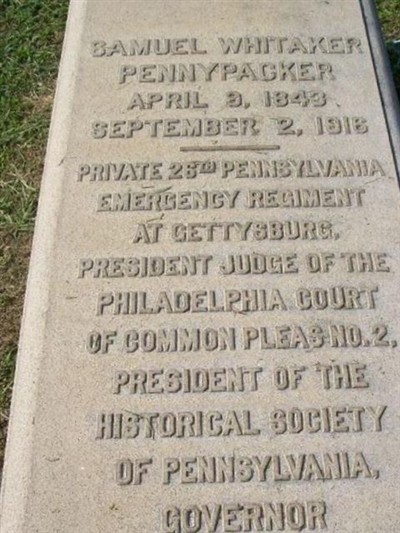 SAMUEL WHITAKER
PENNYPACKER
APRIL 9, 1843
SEPTEMBER 2, 1916
PRIVATE 26TH PENNSYLVANIA
EMERGENCY REGIMENT
AT GETTYSBURG,
PRESIDENT JUDGE OF THE
PHILADELPHIA COURT
OF COMMON PLEAS NO. 2,
PRESIDENT OF THE
HISTORICAL SOCIETY
OF PENNSYLVANIA,
GOVERNOR